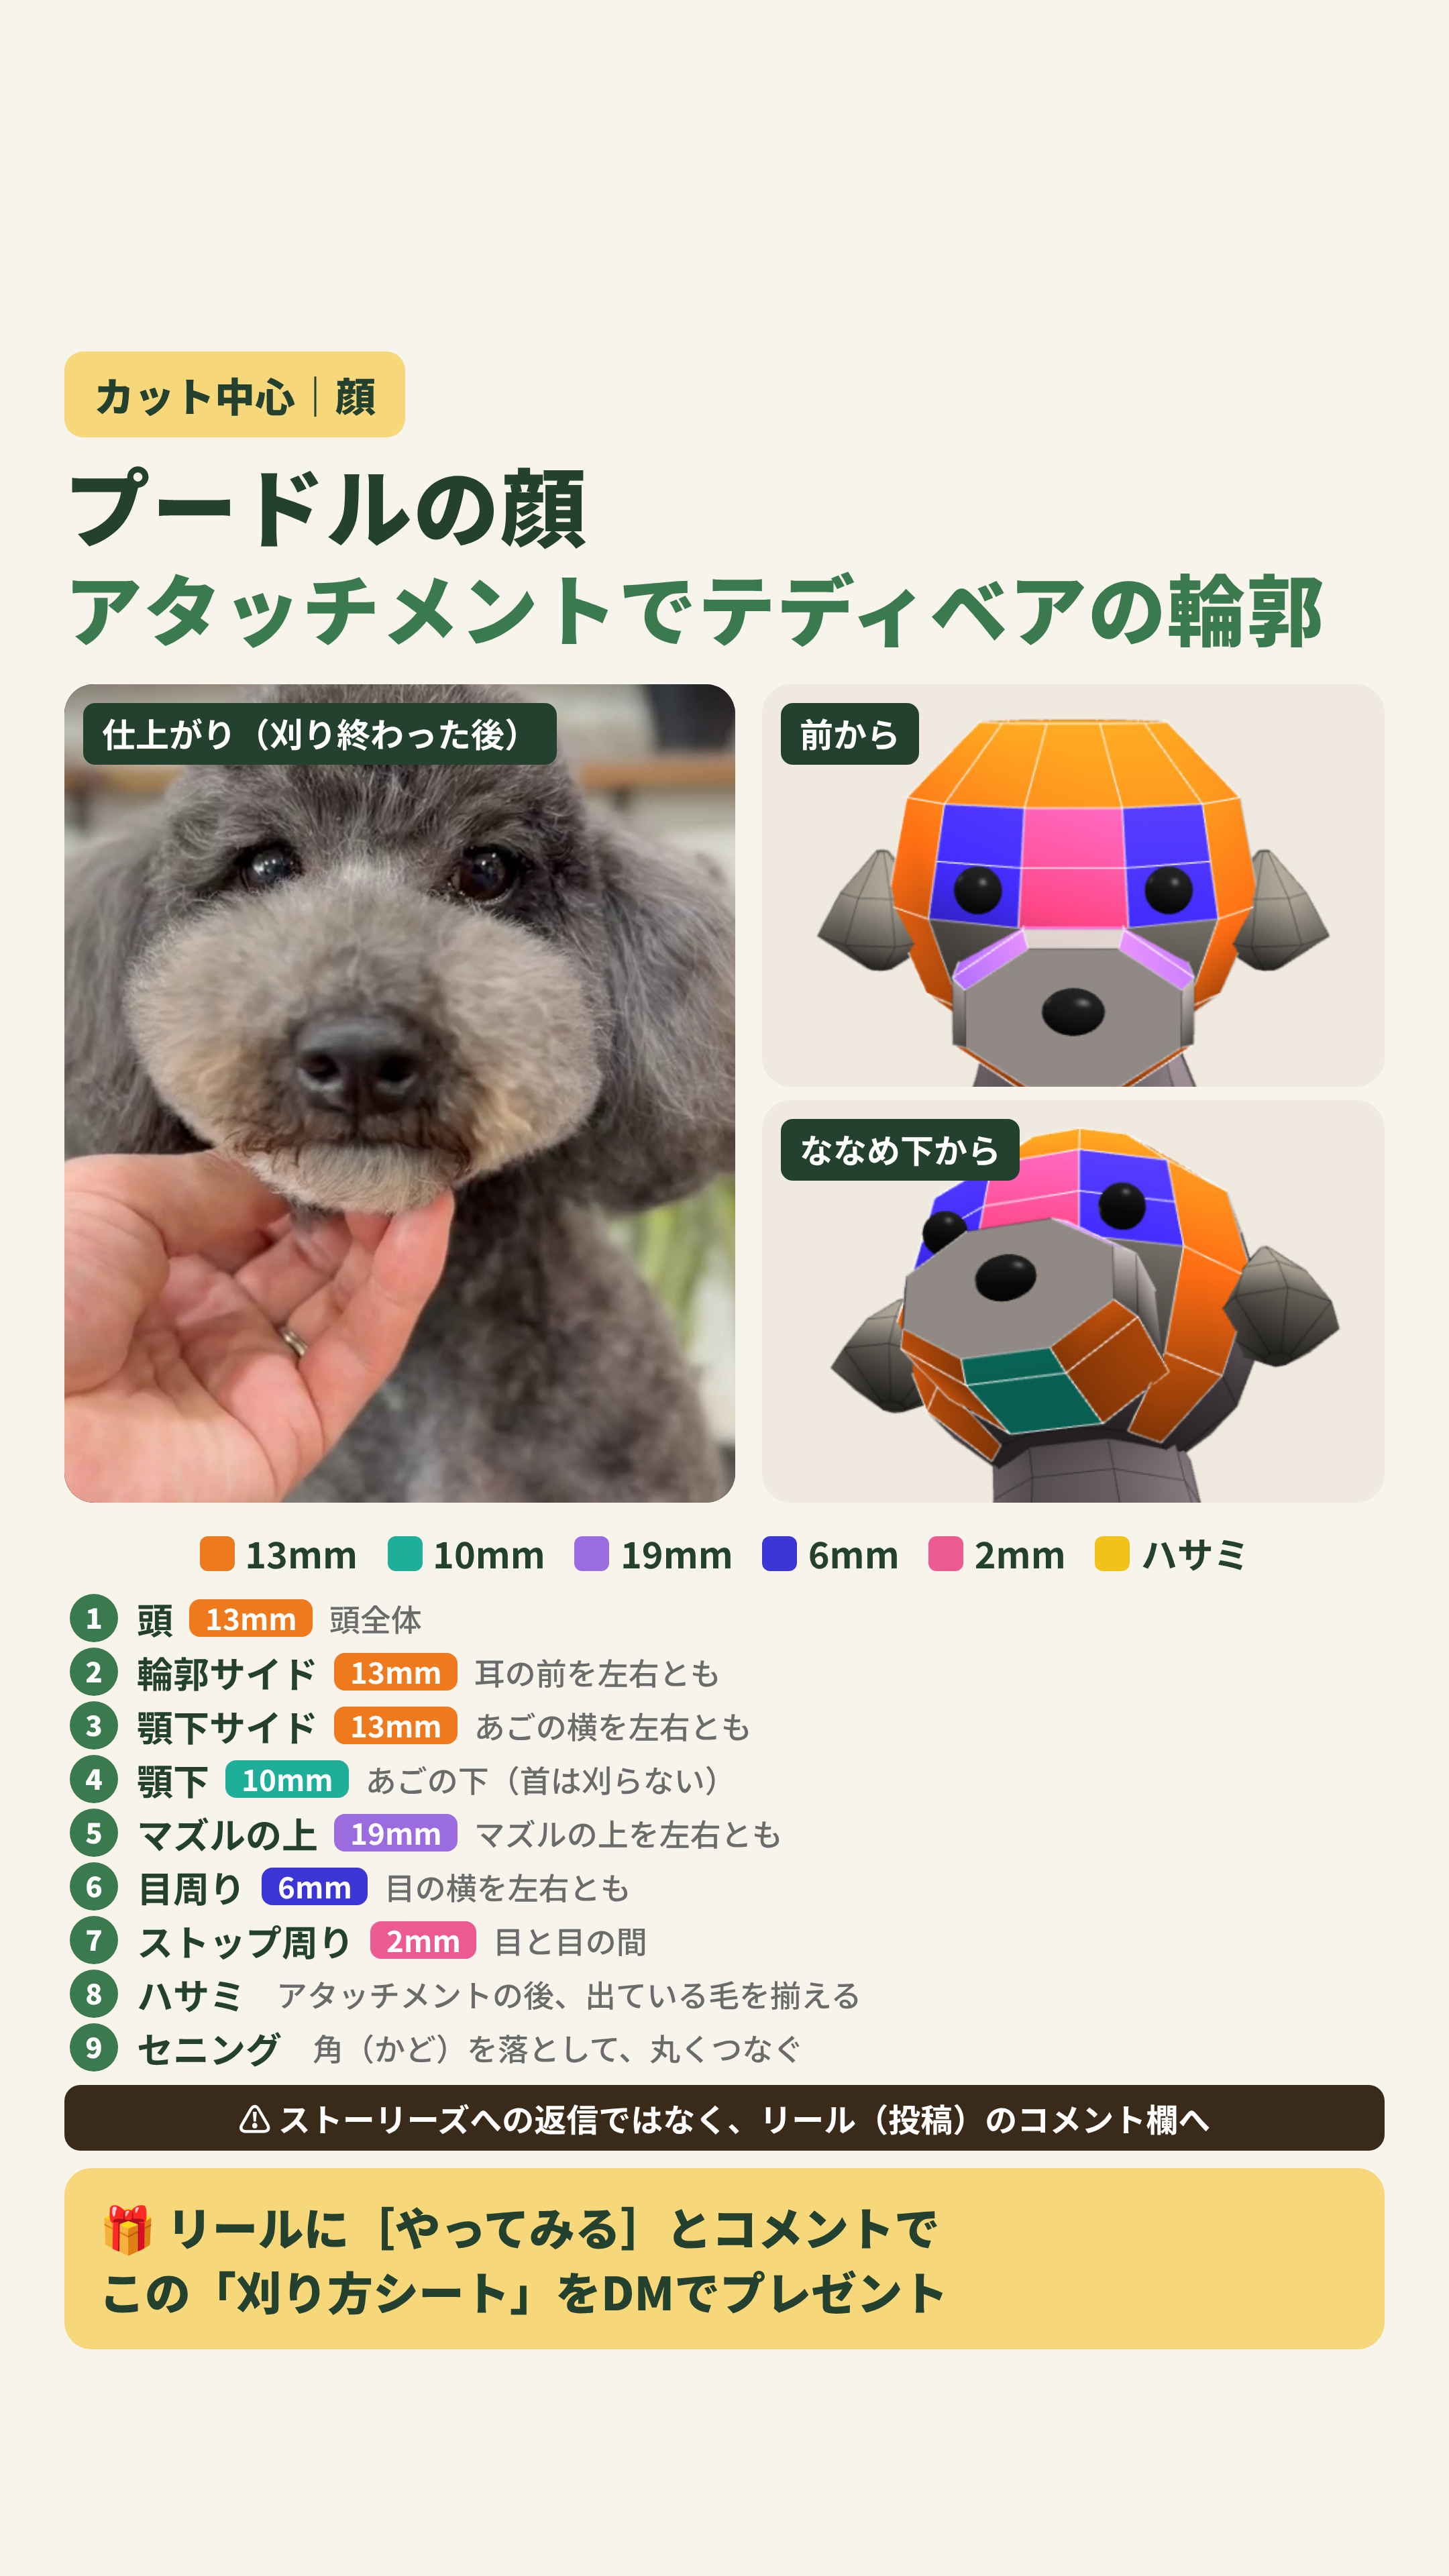 カット中心｜顔
プードルの顔
アタッチメントでテディベアの輪郭
仕上がり（刈り終わった後）
前から
ななめ下から
13mm 10mm 19mm 6mm 2mm ハサミ
1 頭 13mm 頭全体
2 輪郭サイド 13mm 耳の前を左右とも
3 顎下サイド 13mm あごの横を左右とも
4 顎下 10mm あごの下（首は刈らない）
5 マズルの上 19mm マズルの上を左右とも
6 目周り 6mm 目の横を左右とも
7 ストップ周り 2mm 目と目の間
8 ハサミ アタッチメントの後、出ている毛を揃える
9 セニング 角（かど）を落として、丸くつなぐ
⚠ ストーリーズへの返信ではなく、リール（投稿）のコメント欄へ
🎁 リールに［やってみる］とコメントで
この「刈り方シート」をDMでプレゼント